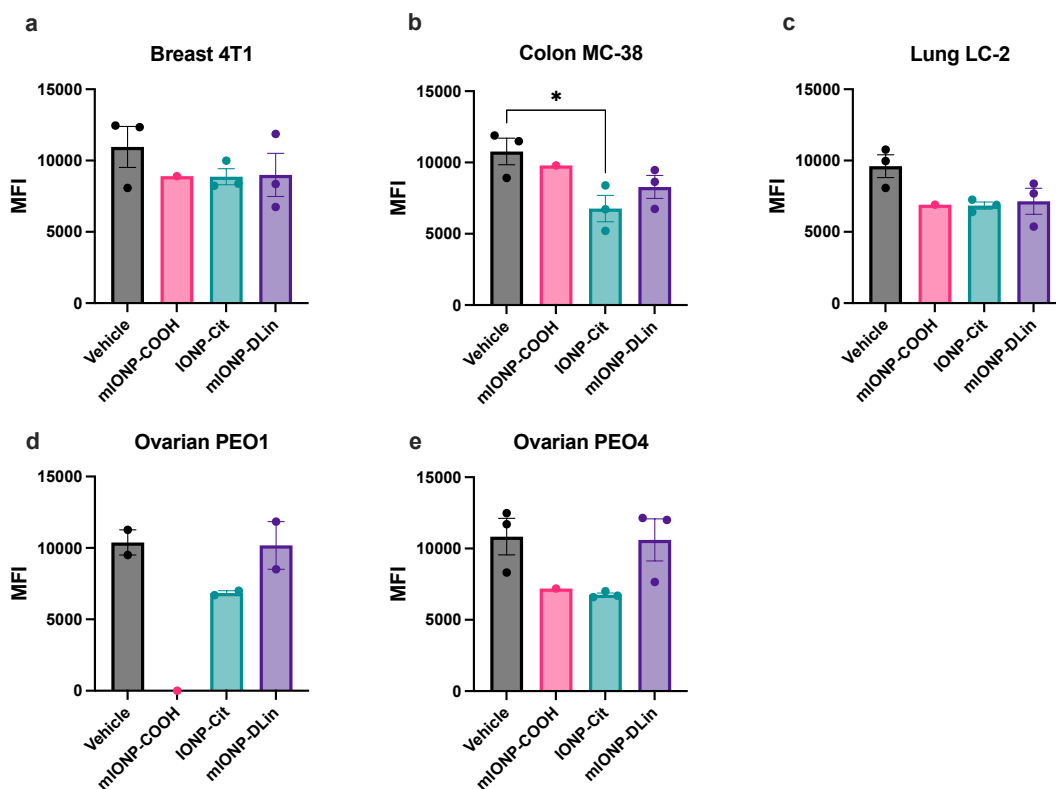 a
Breast 4T1
15000
10000
5000
0
MFI
Vehicle
mIONP-COOH
IONP-Cit
mIONP-DLin
b
Colon MC-38
*
15000
10000
5000
0
MFI
Vehicle
mIONP-COOH
IONP-Cit
mIONP-DLin
c
Lung LC-2
15000
10000
5000
0
MFI
Vehicle
mIONP-COOH
IONP-Cit
mIONP-DLin
d
Ovarian PEO1
15000
10000
5000
0
MFI
Vehicle
mIONP-COOH
IONP-Cit
mIONP-DLin
e
Ovarian PEO4
15000
10000
5000
0
MFI
Vehicle
mIONP-COOH
IONP-Cit
mIONP-DLin